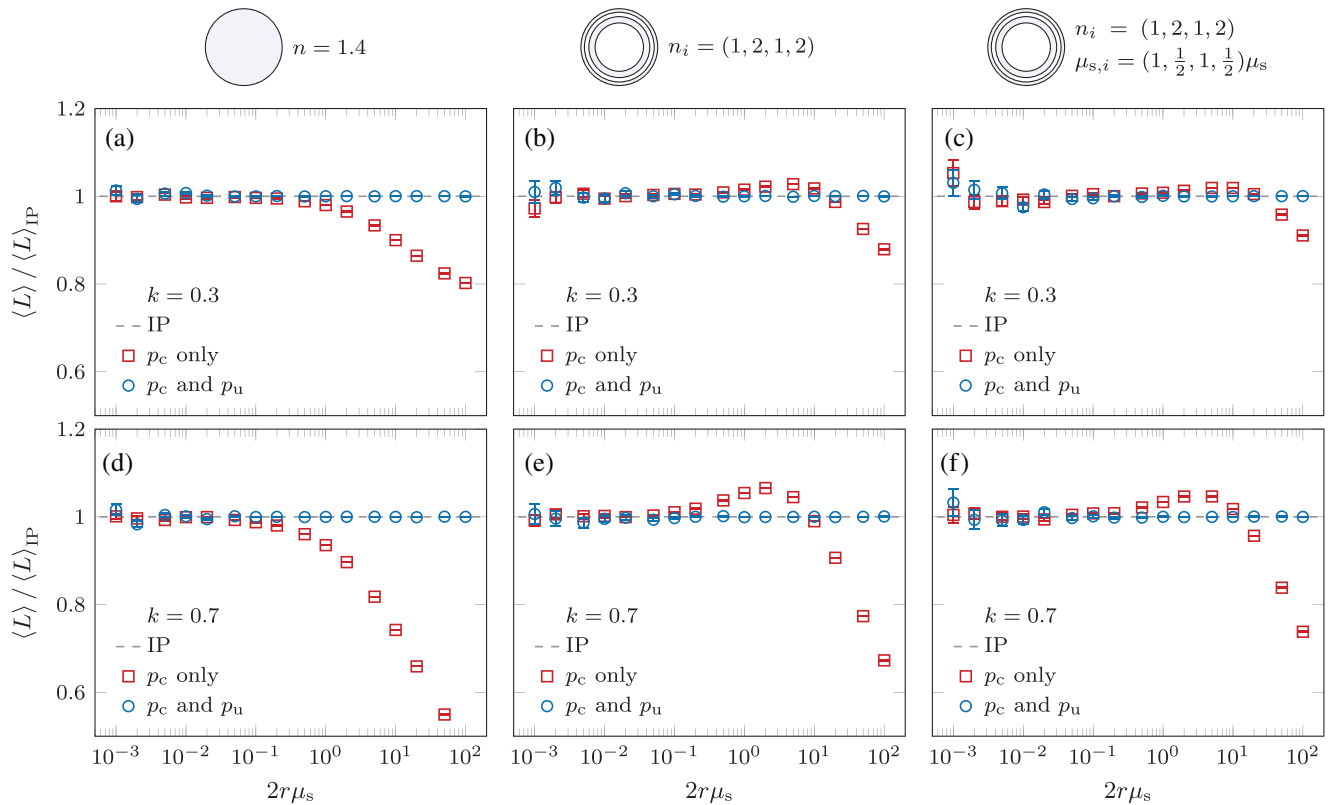 n = 1.4
n_i = (1, 2, 1, 2)
n_i = (1, 2, 1, 2)
μ_{s,i} = (1, 1/2, 1, 1/2)μ_s
⟨L⟩ / ⟨L⟩_IP
1.2
1
0.8
0.6
(a)
k = 0.3
IP
p_c only
p_c and p_u
(b)
k = 0.3
IP
p_c only
p_c and p_u
(c)
k = 0.3
IP
p_c only
p_c and p_u
⟨L⟩ / ⟨L⟩_IP
1.2
1
0.8
0.6
(d)
k = 0.7
IP
p_c only
p_c and p_u
(e)
k = 0.7
IP
p_c only
p_c and p_u
(f)
k = 0.7
IP
p_c only
p_c and p_u
10^{−3} 10^{−2} 10^{−1} 10^0 10^1 10^2
10^{−3} 10^{−2} 10^{−1} 10^0 10^1 10^2
10^{−3} 10^{−2} 10^{−1} 10^0 10^1 10^2
2rμ_s
2rμ_s
2rμ_s